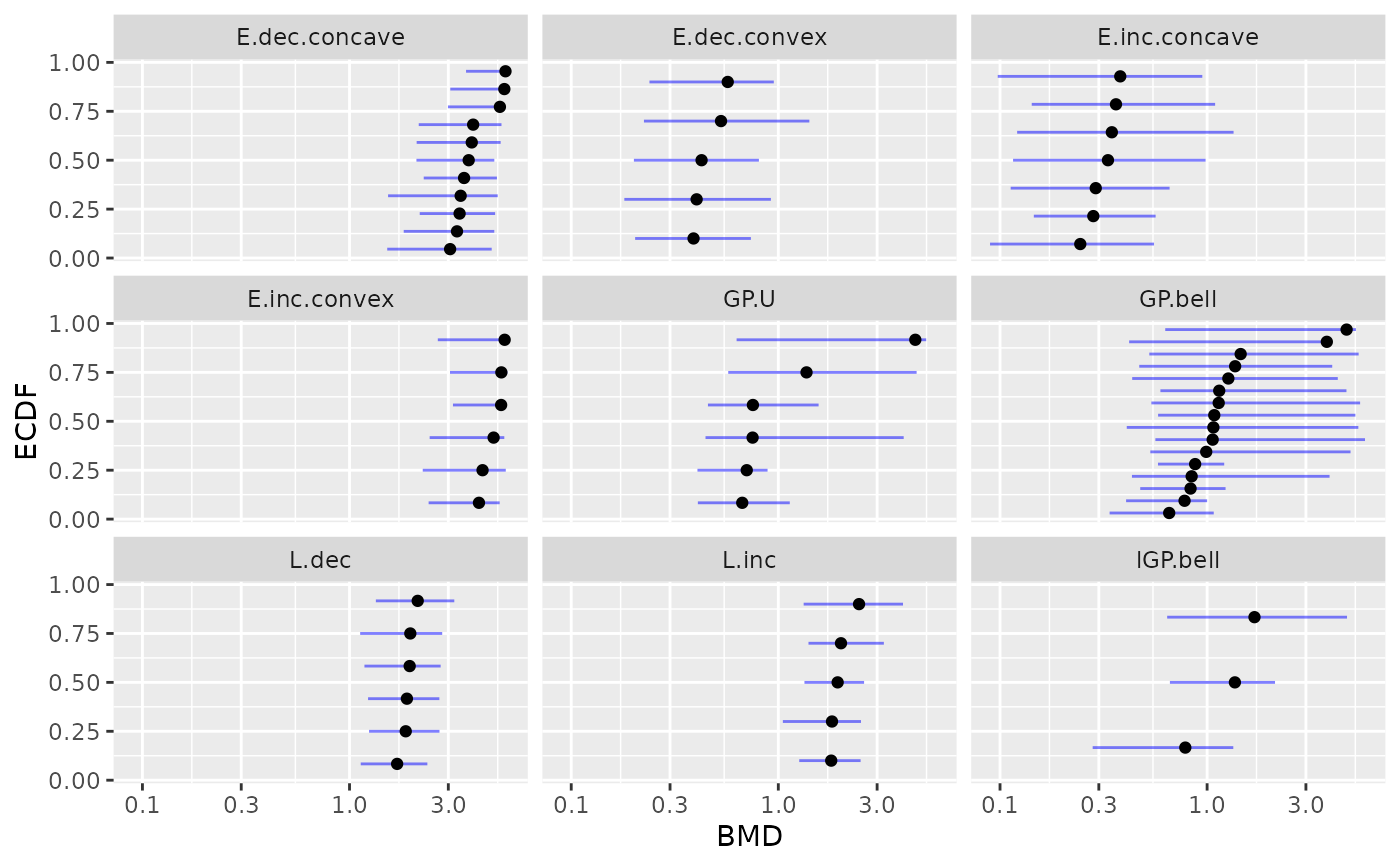 E.dec.concave E.dec.convex E.inc.concave
1.00
0.75
0.50
0.25
0.00
E.inc.convex GP.U GP.bell
1.00
0.75
0.50
0.25
0.00
ECDF
L.dec L.inc lGP.bell
1.00
0.75
0.50
0.25
0.00
0.1 0.3 1.0 3.0 0.1 0.3 1.0 3.0 0.1 0.3 1.0 3.0
BMD